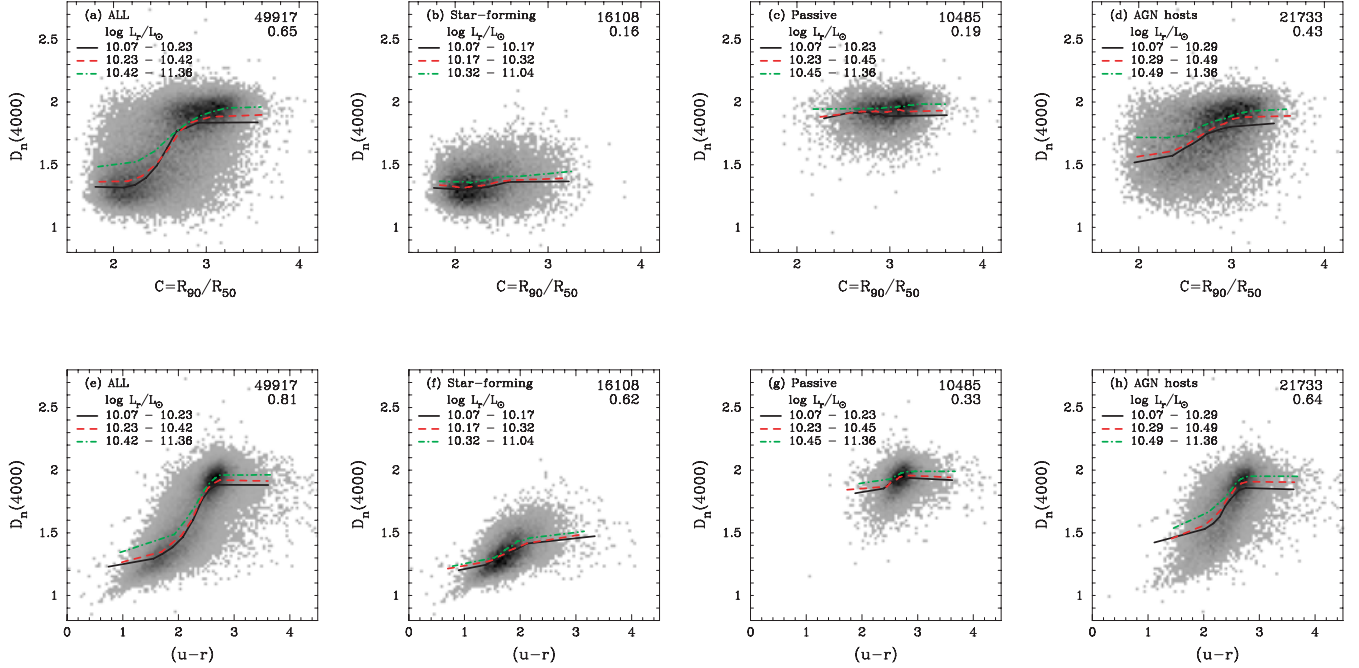 (a) ALL 49917
log L_r/L_⊙ 0.65
10.07 − 10.23
10.23 − 10.42
10.42 − 11.36
D_n(4000)
2.5
2
1.5
1
2 3 4
C=R_90/R_50
(b) Star-forming 16108
log L_r/L_⊙ 0.16
10.07 − 10.17
10.17 − 10.32
10.32 − 11.04
D_n(4000)
2.5
2
1.5
1
2 3 4
C=R_90/R_50
(c) Passive 10485
log L_r/L_⊙ 0.19
10.07 − 10.23
10.23 − 10.45
10.45 − 11.36
D_n(4000)
2.5
2
1.5
1
2 3 4
C=R_90/R_50
(d) AGN hosts 21733
log L_r/L_⊙ 0.43
10.07 − 10.29
10.29 − 10.49
10.49 − 11.36
D_n(4000)
2.5
2
1.5
1
2 3 4
C=R_90/R_50
(e) ALL 49917
log L_r/L_⊙ 0.81
10.07 − 10.23
10.23 − 10.42
10.42 − 11.36
D_n(4000)
2.5
2
1.5
1
0 1 2 3 4
(u−r)
(f) Star-forming 16108
log L_r/L_⊙ 0.62
10.07 − 10.17
10.17 − 10.32
10.32 − 11.04
D_n(4000)
2.5
2
1.5
1
0 1 2 3 4
(u−r)
(g) Passive 10485
log L_r/L_⊙ 0.33
10.07 − 10.23
10.23 − 10.45
10.45 − 11.36
D_n(4000)
2.5
2
1.5
1
0 1 2 3 4
(u−r)
(h) AGN hosts 21733
log L_r/L_⊙ 0.64
10.07 − 10.29
10.29 − 10.49
10.49 − 11.36
D_n(4000)
2.5
2
1.5
1
0 1 2 3 4
(u−r)